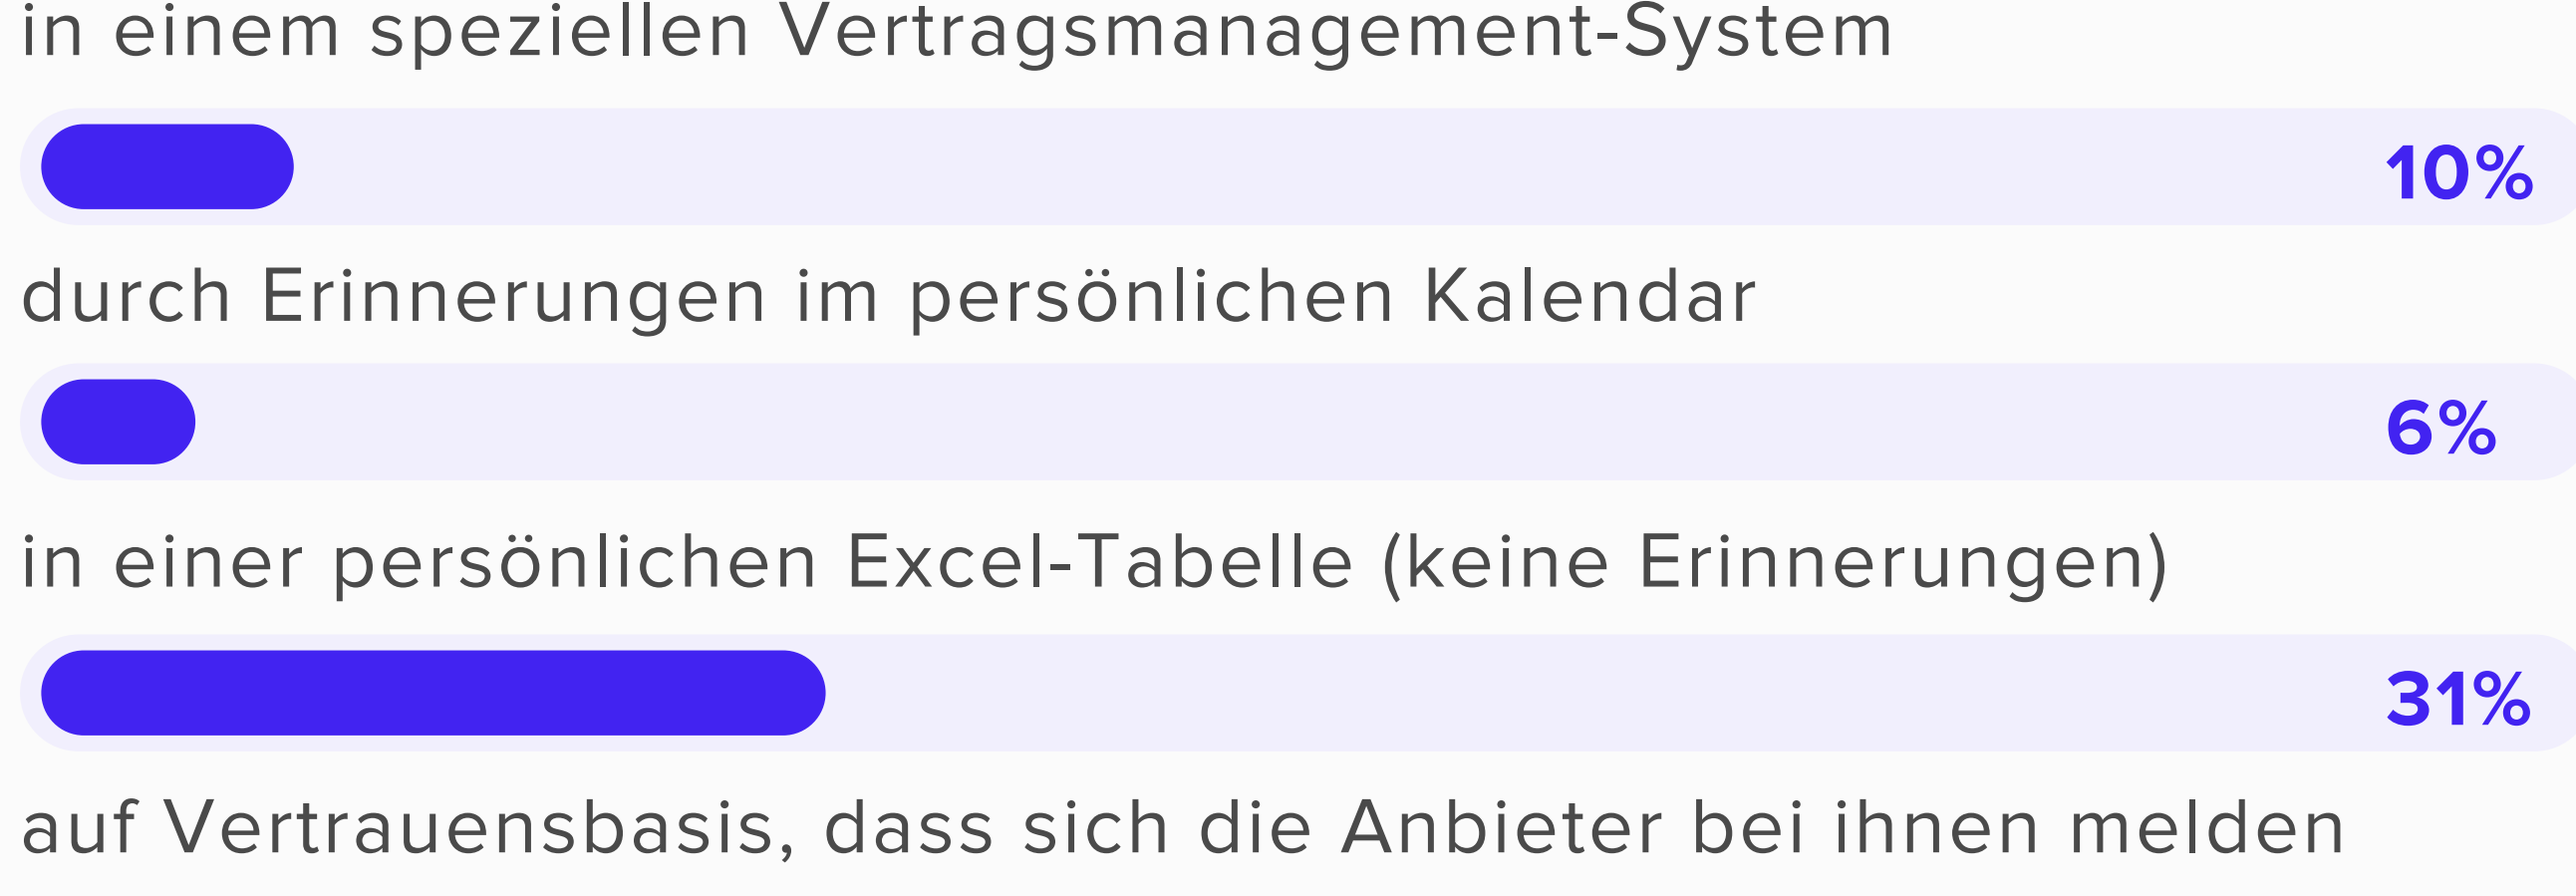 in einem speziellen Vertragsmanagement-System
10%
durch Erinnerungen im persönlichen Kalendar
6%
in einer persönlichen Excel-Tabelle (keine Erinnerungen)
31%
auf Vertrauensbasis, dass sich die Anbieter bei ihnen melden